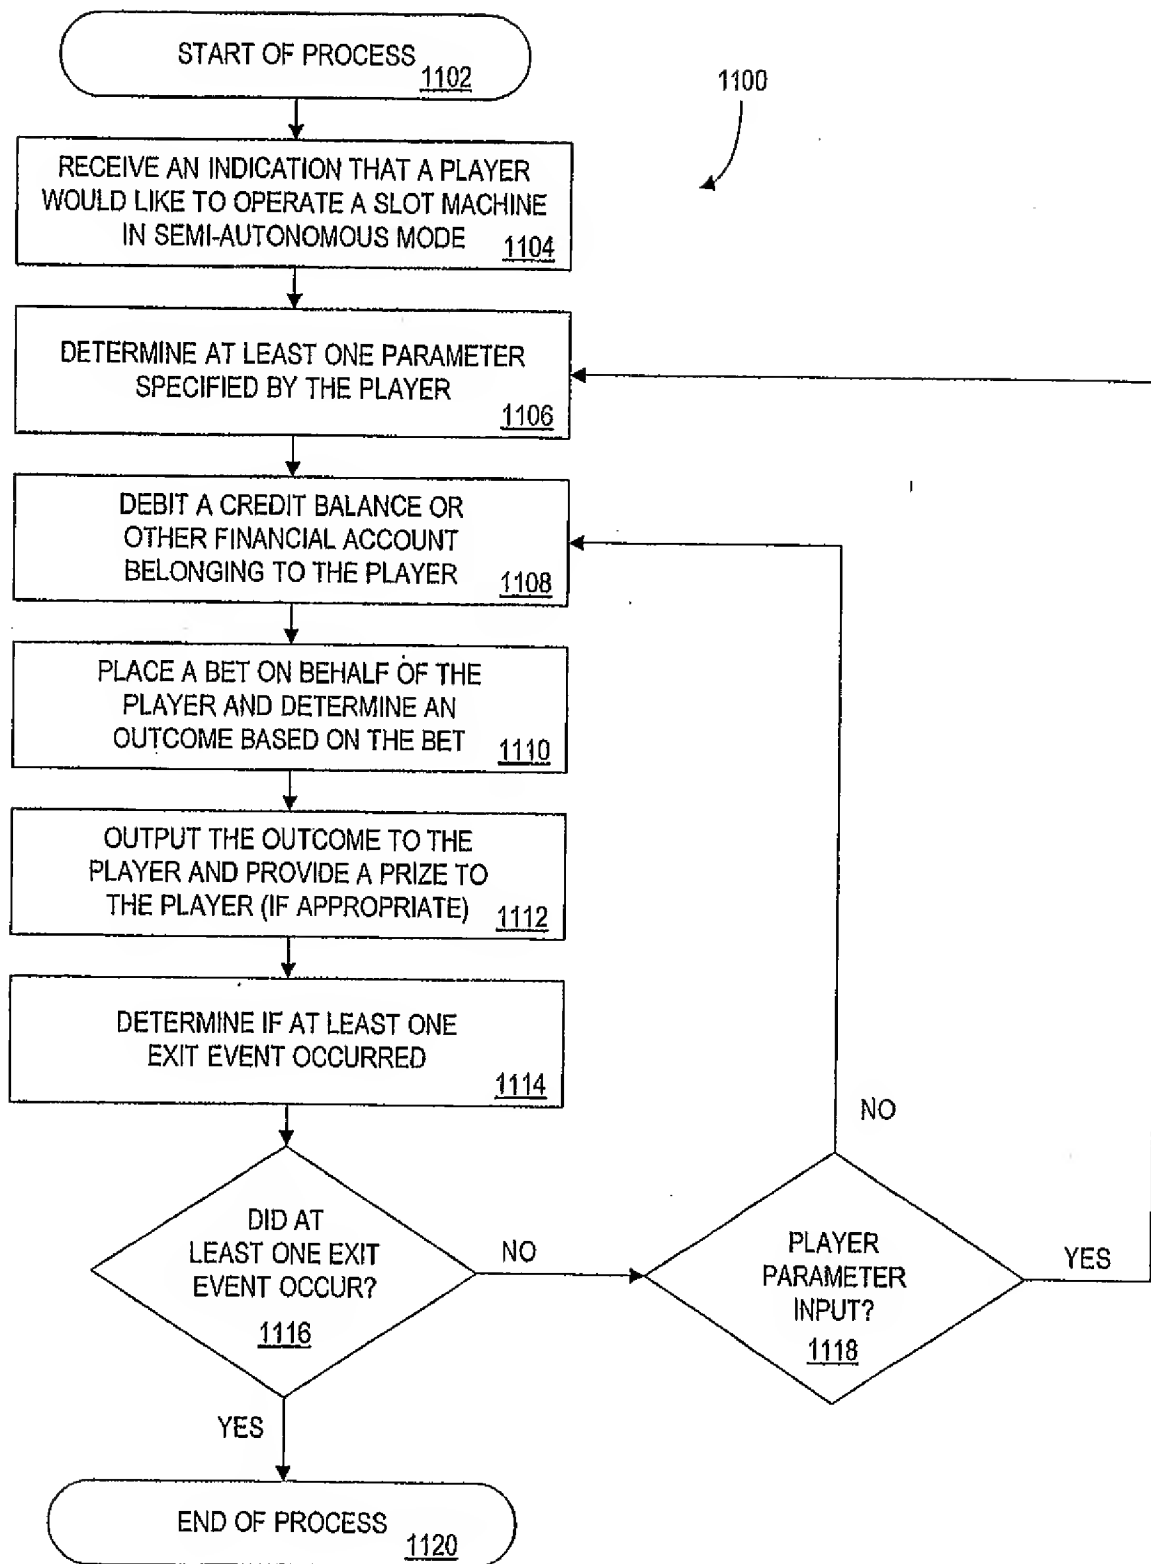 START OF PROCESS
1102
1100
RECEIVE AN INDICATION THAT A PLAYER
WOULD LIKE TO OPERATE A SLOT MACHINE
IN SEMI-AUTONOMOUS MODE
1104
DETERMINE AT LEAST ONE PARAMETER
SPECIFIED BY THE PLAYER
1106
DEBIT A CREDIT BALANCE OR
OTHER FINANCIAL ACCOUNT
BELONGING TO THE PLAYER
1108
PLACE A BET ON BEHALF OF THE
PLAYER AND DETERMINE AN
OUTCOME BASED ON THE BET
1110
OUTPUT THE OUTCOME TO THE
PLAYER AND PROVIDE A PRIZE TO
THE PLAYER (IF APPROPRIATE)
1112
DETERMINE IF AT LEAST ONE
EXIT EVENT OCCURRED
1114
DID AT
LEAST ONE EXIT
EVENT OCCUR?
1116
NO
YES
PLAYER
PARAMETER
INPUT?
1118
NO
YES
END OF PROCESS
1120